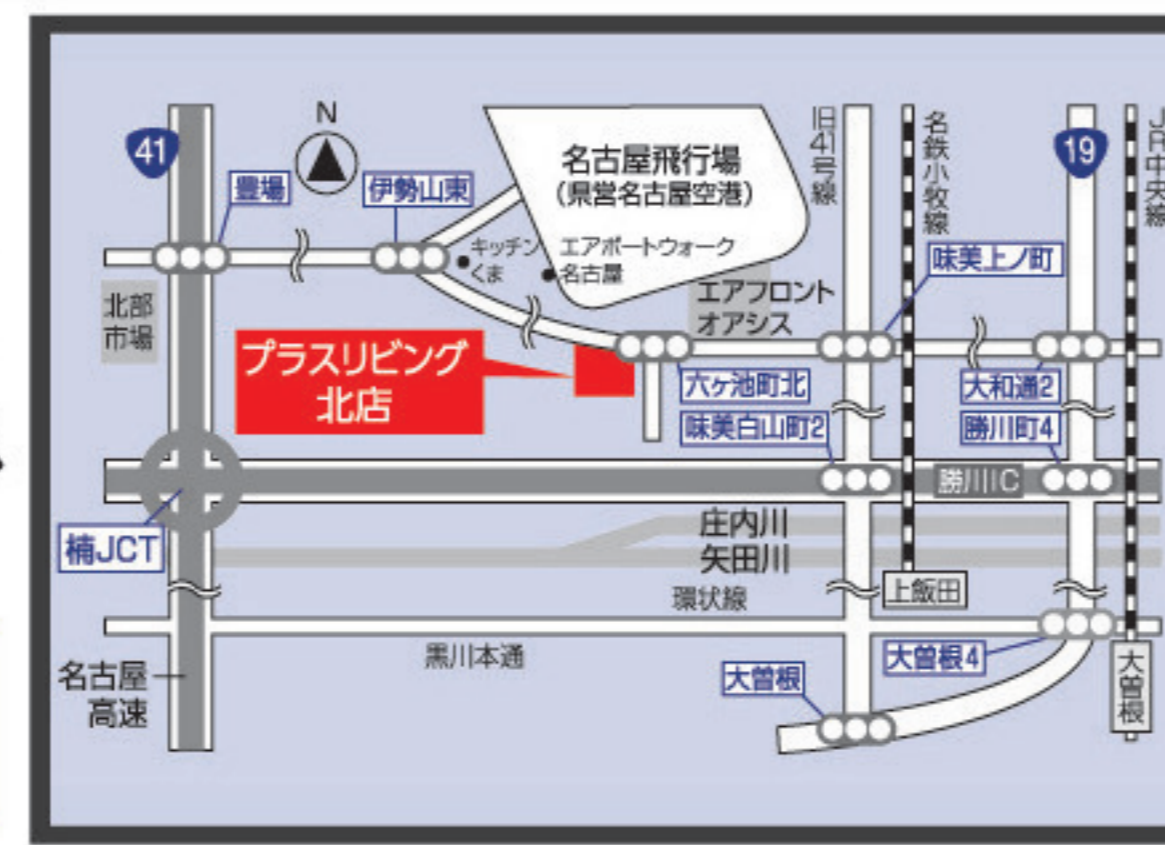 41
N
豊場
伊勢山東
名古屋飛行場
(県営名古屋空港)
旧41号線
名鉄小牧線
19
JR中央線
キッチン
くま
エアポートウォーク
名古屋
味美上ノ町
北部
市場
エアフロント
オアシス
プラスリビング
北店
六ヶ池町北
大和通2
味美白山町2
勝川町4
勝川IC
楠JCT
庄内川
矢田川
環状線
上飯田
黒川本通
名古屋
高速
大曽根
大曽根4
大曽根